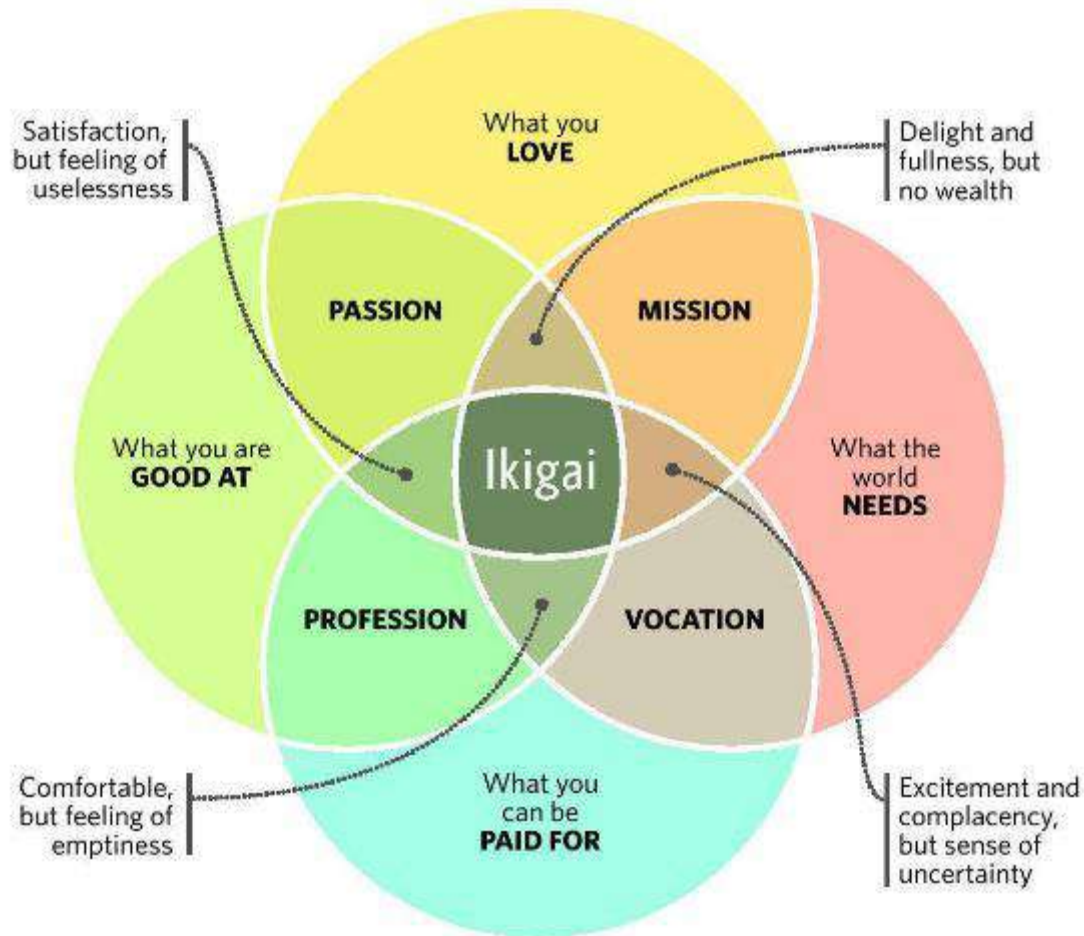 What you
LOVE
Satisfaction,
but feeling of
uselessness
Delight and
fullness, but
no wealth
PASSION
MISSION
What you are
GOOD AT
Ikigai
What the
world
NEEDS
PROFESSION
VOCATION
Comfortable,
but feeling of
emptiness
What you
can be
PAID FOR
Excitement and
complacency,
but sense of
uncertainty